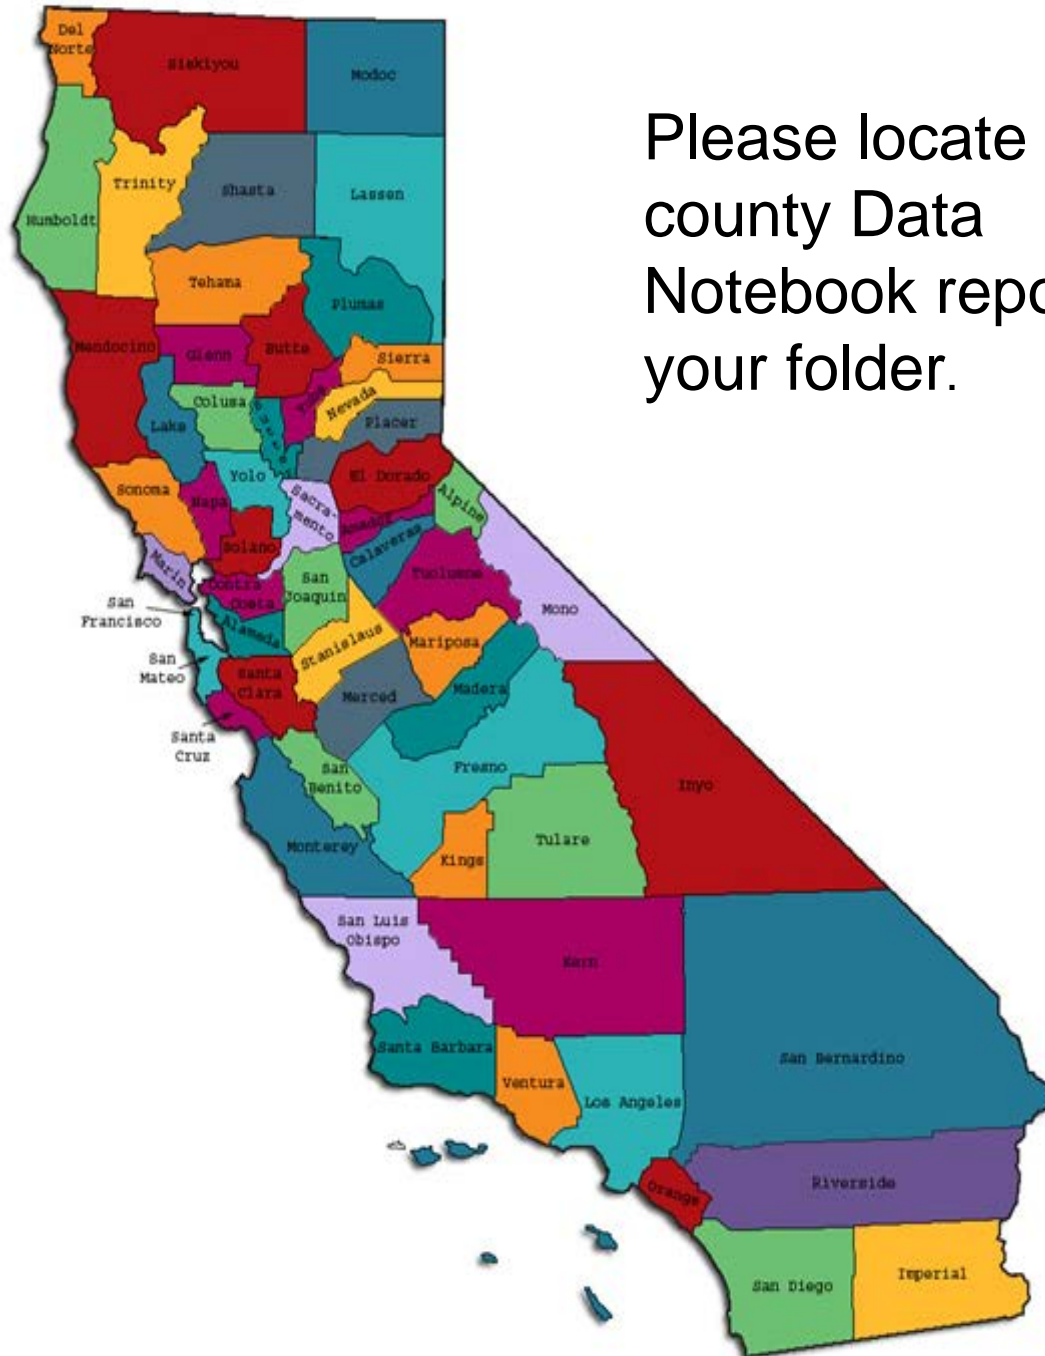 Please locate
county Data
Notebook repo
your folder.
Del
Norte
Siskiyou
Modoc
Humboldt
Trinity
Shasta
Lassen
Tehama
Plumas
Mendocino
Glenn
Butte
Sierra
Colusa
Sutter
Yuba
Nevada
Placer
Lake
Yolo
El Dorado
Sonoma
Napa
Sacra-
mento
Amador
Alpine
Solano
Calaveras
Marin
Contra
Costa
San
Joaquin
Tuolumne
Mono
San
Francisco
Alameda
Stanislaus
Mariposa
San
Mateo
Santa
Clara
Merced
Madera
Santa
Cruz
San
Benito
Fresno
Inyo
Monterey
Kings
Tulare
San Luis
Obispo
Kern
Santa Barbara
Ventura
Los Angeles
San Bernardino
Orange
Riverside
San Diego
Imperial